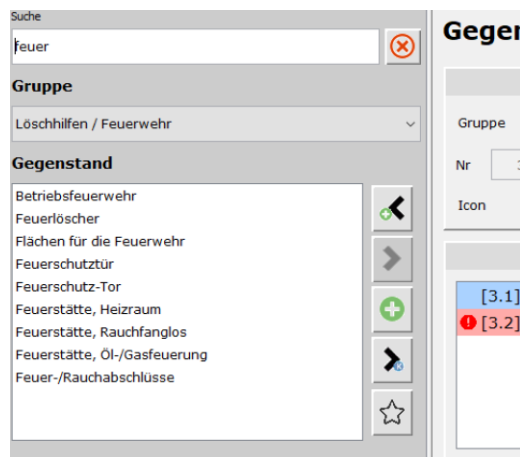 Suche
feuer
Gruppe
Löschhilfen / Feuerwehr
Gegenstand
Betriebsfeuerwehr
Feuerlöscher
Flächen für die Feuerwehr
Feuerschutztür
Feuerschutz-Tor
Feuerstätte, Heizraum
Feuerstätte, Rauchfanglos
Feuerstätte, Öl-/Gasfeuerung
Feuer-/Rauchabschlüsse
Gruppe
Nr
Icon
[3.1]
[3.2]